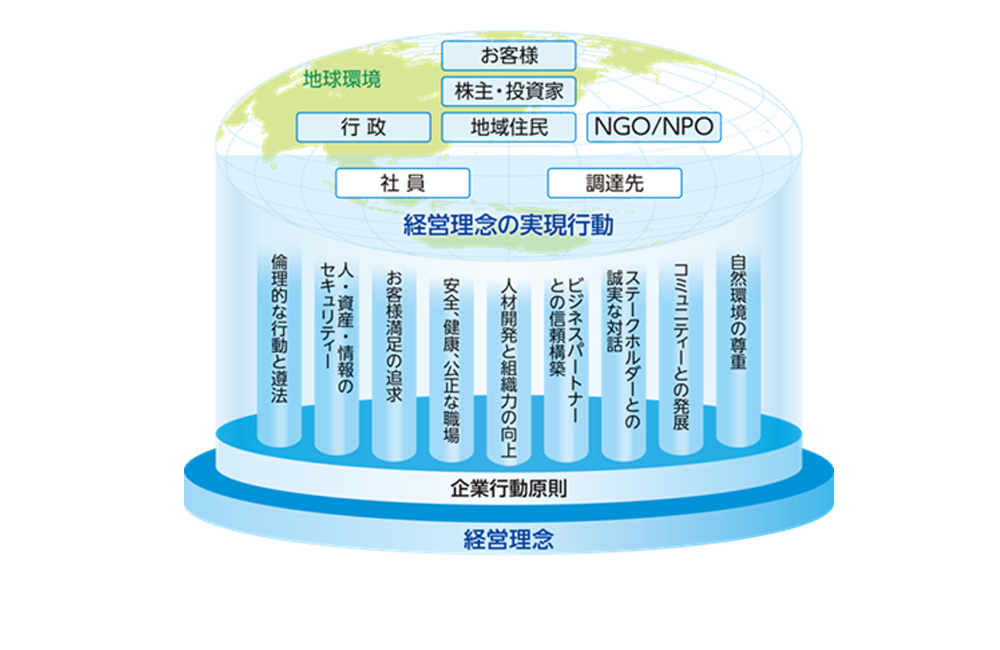 お客様
地球環境
株主・投資家
行政
地域住民
NGO/NPO
社員
調達先
経営理念の実現行動
倫理的な行動と遵法
人・資産・情報の
セキュリティー
お客様満足の追求
安全、健康、公正な職場
人材開発と組織力の向上
ビジネスパートナー
との信頼構築
ステークホルダーとの
誠実な対話
コミュニティーとの発展
自然環境の尊重
企業行動原則
経営理念